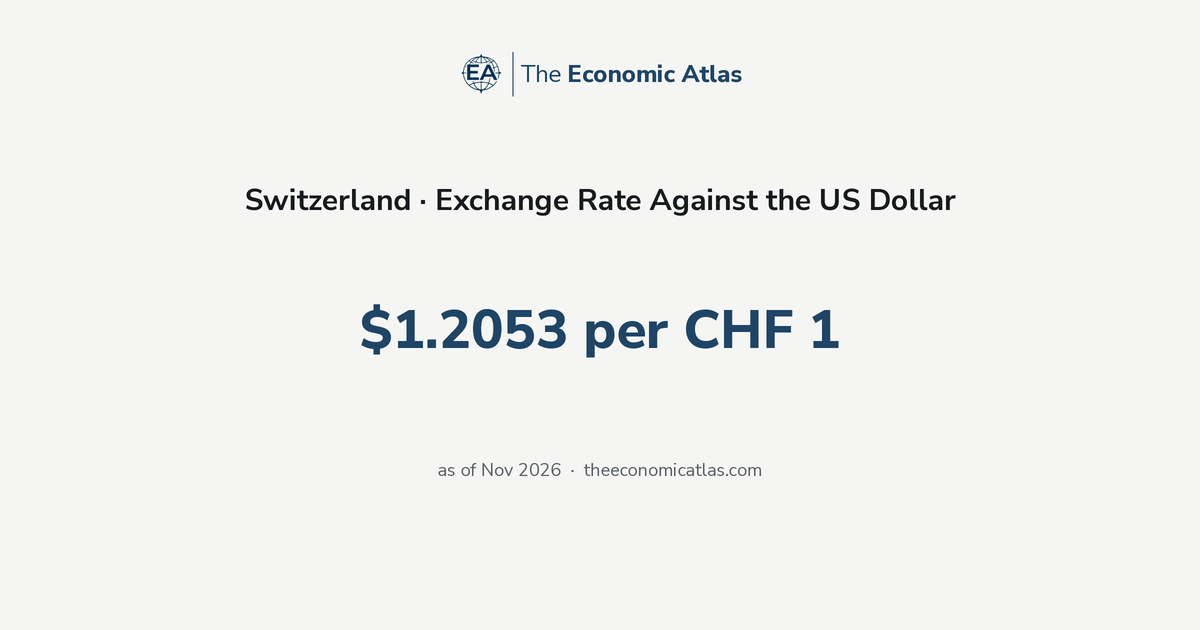 EA The Economic Atlas
Switzerland · Exchange Rate Against the US Dollar
$1.2053 per CHF 1
as of Nov 2026 · theeconomicatlas.com